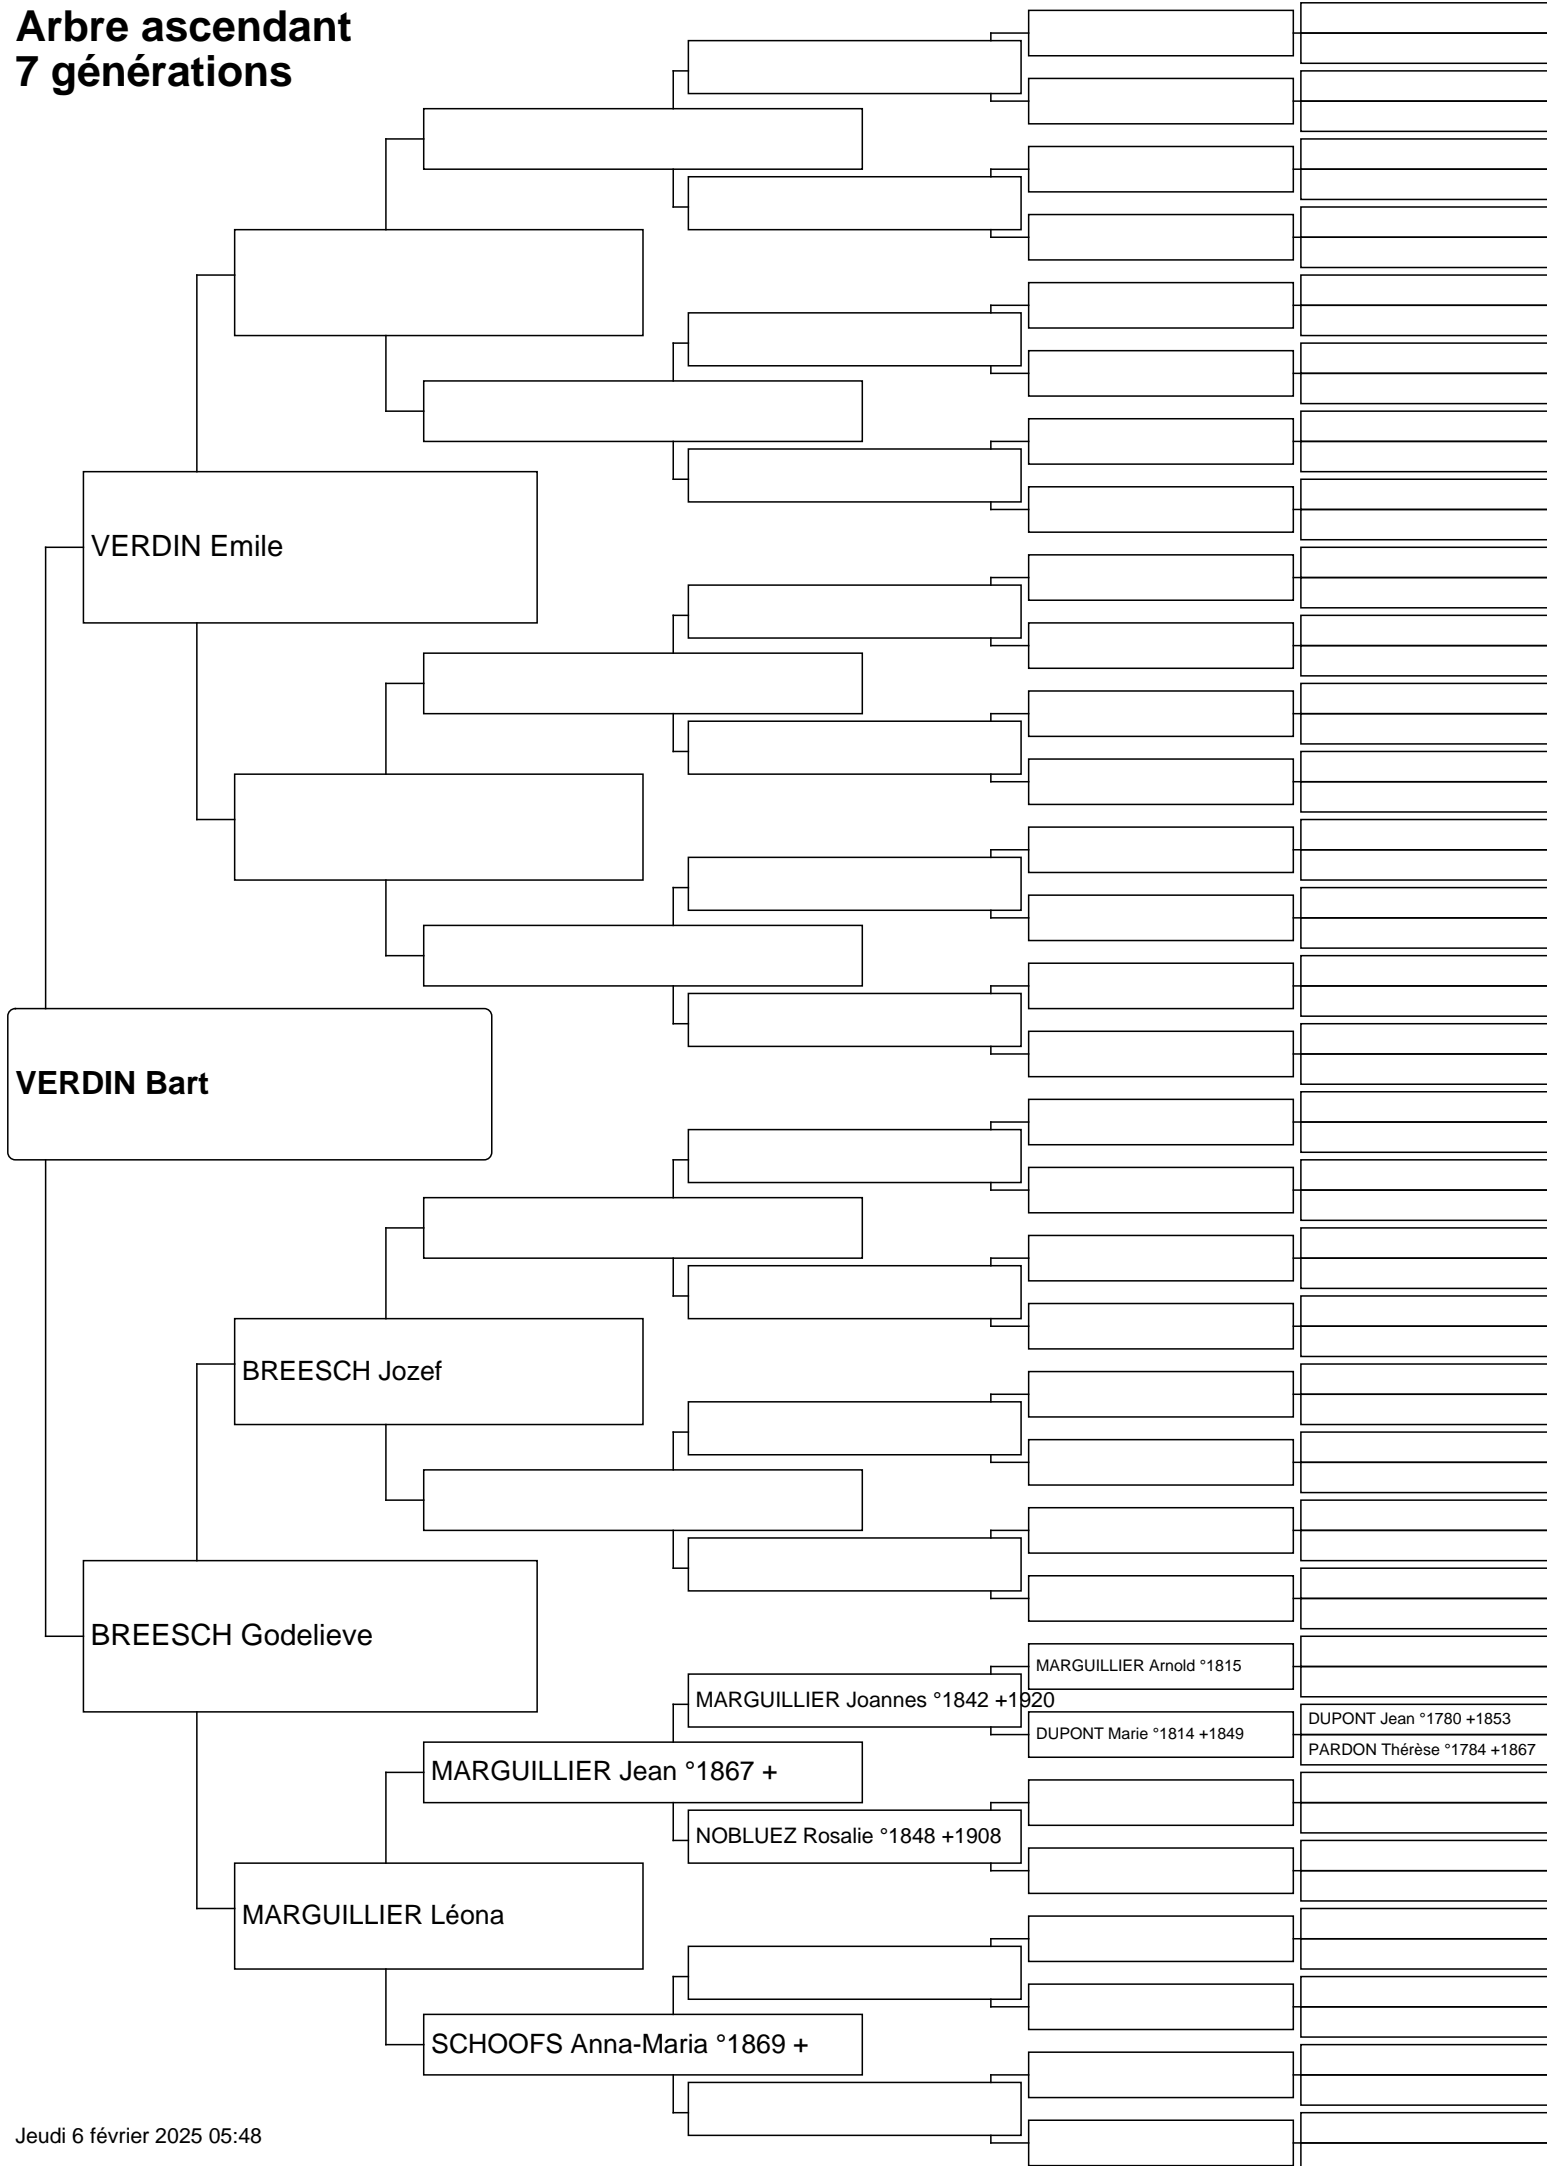 Arbre ascendant
7 générations
VERDIN Emile
VERDIN Bart
BREESCH Jozef
BREESCH Godelieve
MARGUILLIER Arnold °1815
MARGUILLIER Joannes °1842 +1920
DUPONT Jean °1780 +1853
DUPONT Marie °1814 +1849
PARDON Thérèse °1784 +1867
MARGUILLIER Jean °1867 +
NOBLUEZ Rosalie °1848 +1908
MARGUILLIER Léona
SCHOOFS Anna-Maria °1869 +
Jeudi 6 février 2025 05:48